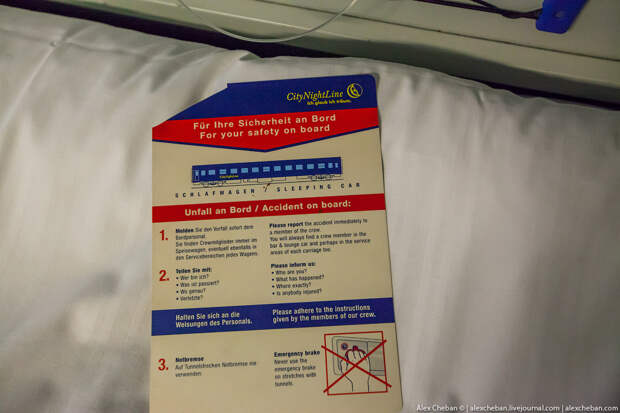 CityNightLine
Ich glaub ich träum.
Für Ihre Sicherheit an Bord
For your safety on board
SCHLAFWAGEN / SLEEPING CAR
Unfall an Bord / Accident on board:
1.
Melden Sie den Vorfall sofort dem
Bordpersonal.
Sie finden Crewmitglieder immer im
Speisewagen, eventuell ebenfalls in
den Servicebereichen jedes Wagens.
Please report the accident immediately to
a member of the crew.
You will always find a crew member in the
bar & lounge car and perhaps in the service
areas of each carriage too.
2.
Teilen Sie mit:
• Wer bin ich?
• Was ist passiert?
• Wo genau?
• Verletzte?
Please inform us:
• Who are you?
• What has happened?
• Where exactly?
• Is anybody injured?
Halten Sie sich an die
Weisungen des Personals.
Please adhere to the instructions
given by the members of our crew.
3.
Notbremse
Auf Tunnelstrecken Notbremse nie
verwenden.
Emergency brake
Never use the
emergency brake
on stretches with
tunnels.
Alex Cheban © | alexcheban.livejournal.com | alexcheban.com